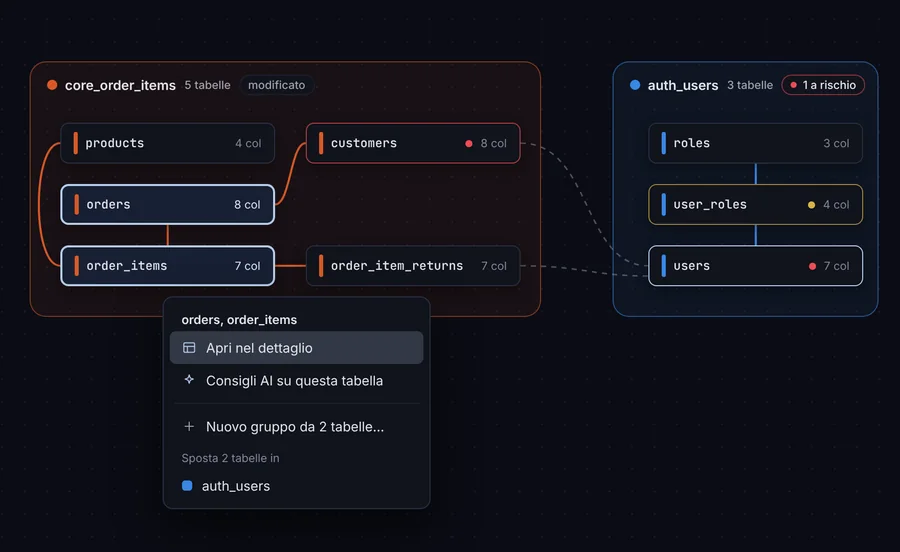 core_order_items 5 tabelle modificato
products 4 col
customers 8 col
orders 8 col
order_items 7 col
order_item_returns 7 col
auth_users 3 tabelle 1 a rischio
roles 3 col
user_roles 4 col
users 7 col
orders, order_items
Apri nel dettaglio
Consigli AI su questa tabella
Nuovo gruppo da 2 tabelle...
Sposta 2 tabelle in
auth_users